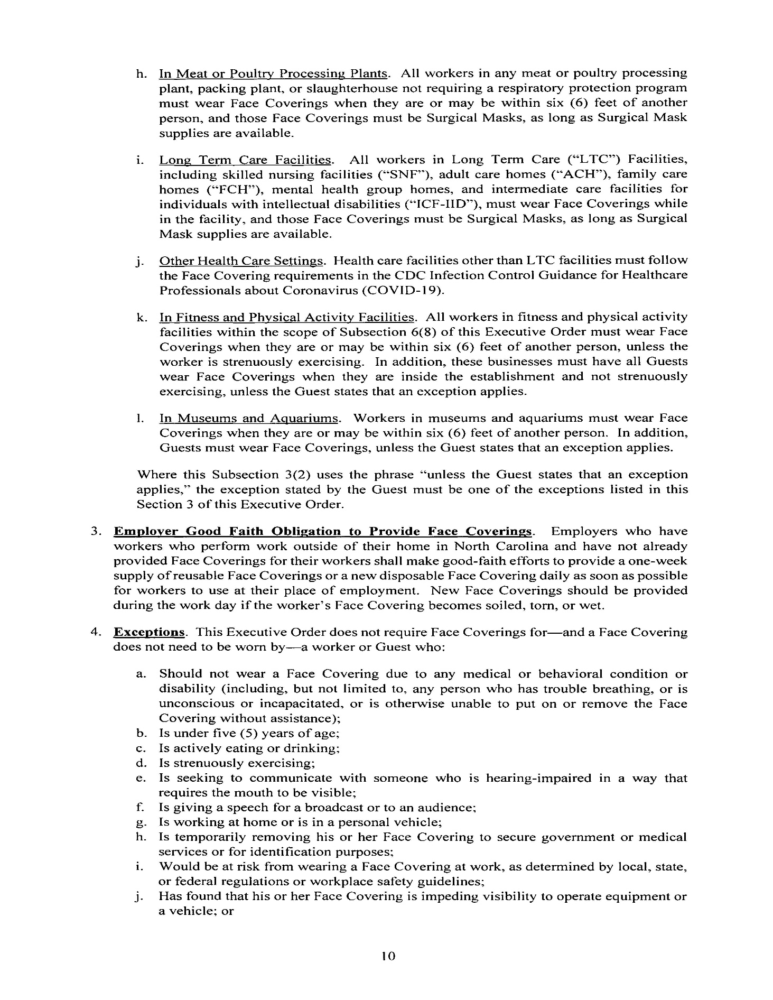 h. In Meat or Poultry Processing Plants. All workers in any meat or poultry processing
plant, packing plant, or slaughterhouse not requiring a respiratory protection program
must wear Face Coverings when they are or may be within six (6) feet of another
person, and those Face Coverings must be Surgical Masks, as long as Surgical Mask
supplies are available.
i. Long Term Care Facilities. All workers in Long Term Care (“LTC”) Facilities,
including skilled nursing facilities (“SNF”), adult care homes (“ACH”), family care
homes (“FCH”), mental health group homes, and intermediate care facilities for
individuals with intellectual disabilities (“ICF-IID”), must wear Face Coverings while
in the facility, and those Face Coverings must be Surgical Masks, as long as Surgical
Mask supplies are available.
j. Other Health Care Settings. Health care facilities other than LTC facilities must follow
the Face Covering requirements in the CDC Infection Control Guidance for Healthcare
Professionals about Coronavirus (COVID-19).
k. In Fitness and Physical Activity Facilities. All workers in fitness and physical activity
facilities within the scope of Subsection 6(8) of this Executive Order must wear Face
Coverings when they are or may be within six (6) feet of another person, unless the
worker is strenuously exercising. In addition, these businesses must have all Guests
wear Face Coverings when they are inside the establishment and not strenuously
exercising, unless the Guest states that an exception applies.
l. In Museums and Aquariums. Workers in museums and aquariums must wear Face
Coverings when they are or may be within six (6) feet of another person. In addition,
Guests must wear Face Coverings, unless the Guest states that an exception applies.
Where this Subsection 3(2) uses the phrase “unless the Guest states that an exception
applies,” the exception stated by the Guest must be one of the exceptions listed in this
Section 3 of this Executive Order.
3. Employer Good Faith Obligation to Provide Face Coverings. Employers who have
workers who perform work outside of their home in North Carolina and have not already
provided Face Coverings for their workers shall make good-faith efforts to provide a one-week
supply of reusable Face Coverings or a new disposable Face Covering daily as soon as possible
for workers to use at their place of employment. New Face Coverings should be provided
during the work day if the worker's Face Covering becomes soiled, torn, or wet.
4. Exceptions. This Executive Order does not require Face Coverings for—and a Face Covering
does not need to be worn by—a worker or Guest who:
a. Should not wear a Face Covering due to any medical or behavioral condition or
disability (including, but not limited to, any person who has trouble breathing, or is
unconscious or incapacitated, or is otherwise unable to put on or remove the Face
Covering without assistance);
b. Is under five (5) years of age;
c. Is actively eating or drinking;
d. Is strenuously exercising;
e. Is seeking to communicate with someone who is hearing-impaired in a way that
requires the mouth to be visible;
f. Is giving a speech for a broadcast or to an audience;
g. Is working at home or is in a personal vehicle;
h. Is temporarily removing his or her Face Covering to secure government or medical
services or for identification purposes;
i. Would be at risk from wearing a Face Covering at work, as determined by local, state,
or federal regulations or workplace safety guidelines;
j. Has found that his or her Face Covering is impeding visibility to operate equipment or
a vehicle; or
10